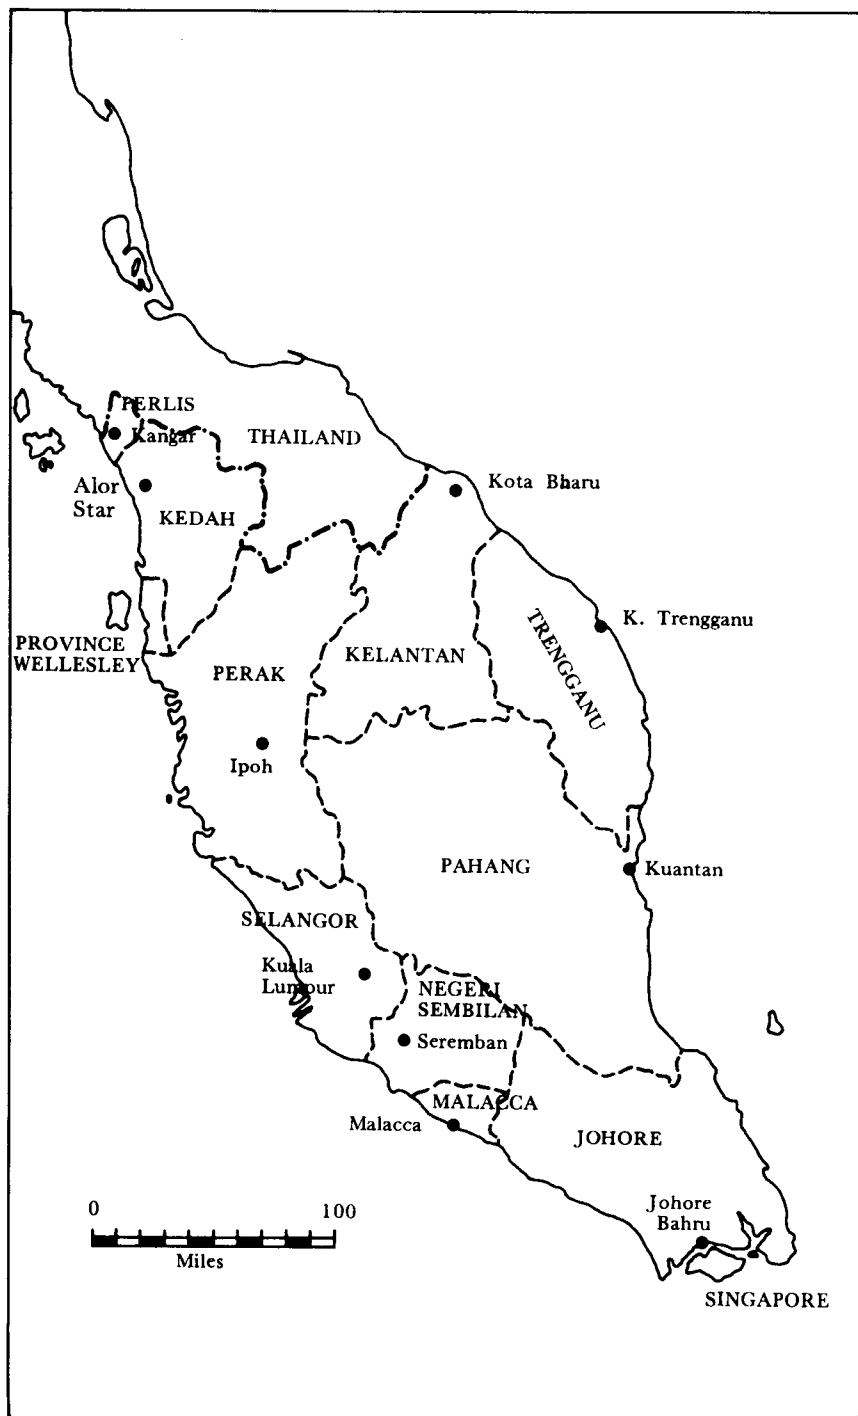 PERLIS
Kangar
THAILAND
Alor
Star
KEDAH
Kota Bharu
PROVINCE
WELLESLEY
PERAK
KELANTAN
TRENGGANU
K. Trengganu
Ipoh
PAHANG
Kuantan
SELANGOR
Kuala
Lumpur
NEGERI
SEMBILAN
Seremban
MALACCA
Malacca
JOHORE
Johore
Bahru
SINGAPORE
0 100
Miles